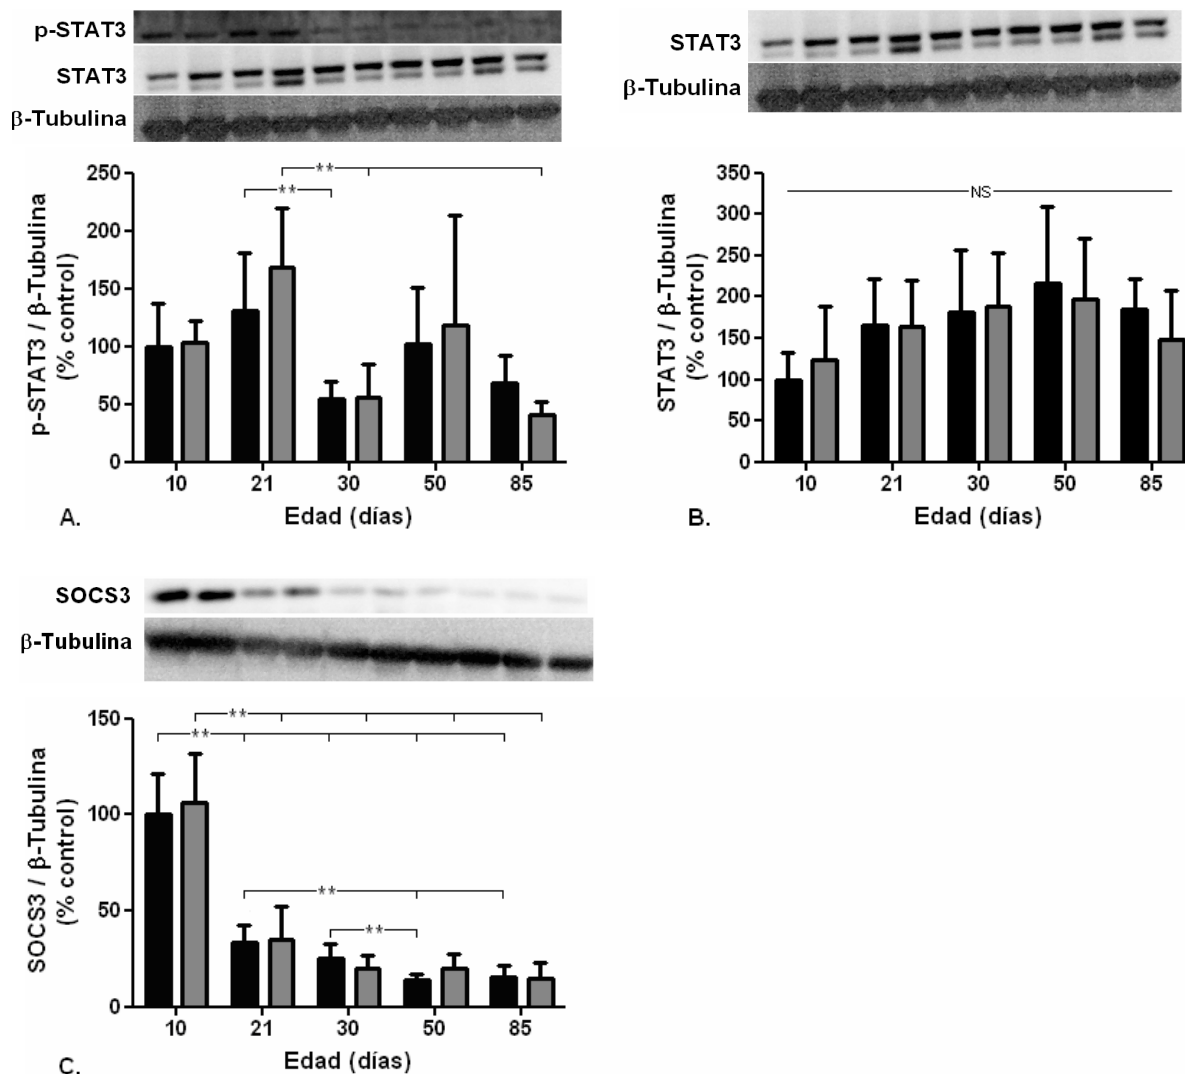 p-STAT3
STAT3
β-Tubulina
p-STAT3 / β-Tubulina
(% control)
250
200
150
100
50
0
**
**
10 21 30 50 85
Edad (días)
A.
STAT3
β-Tubulina
STAT3 / β-Tubulina
(% control)
350
300
250
200
150
100
50
0
NS
10 21 30 50 85
Edad (días)
B.
SOCS3
β-Tubulina
SOCS3 / β-Tubulina
(% control)
150
100
50
0
**
**
**
**
10 21 30 50 85
Edad (días)
C.